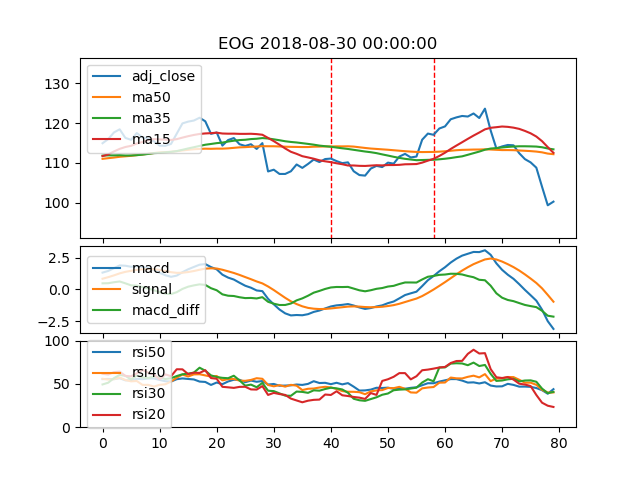 EOG 2018-08-30 00:00:00
130
120
110
100
adj_close
ma50
ma35
ma15
2.5
0.0
−2.5
macd
signal
macd_diff
100
50
0
rsi50
rsi40
rsi30
rsi20
0 10 20 30 40 50 60 70 80